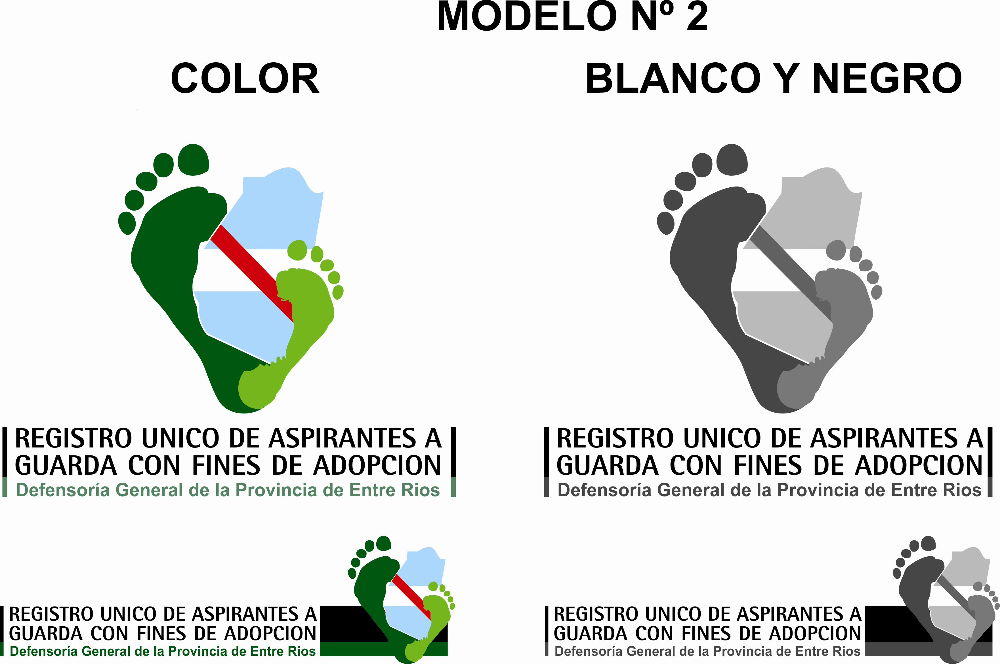 MODELO Nº 2
COLOR
BLANCO Y NEGRO
REGISTRO UNICO DE ASPIRANTES A
GUARDA CON FINES DE ADOPCION
Defensoría General de la Provincia de Entre Rios
REGISTRO UNICO DE ASPIRANTES A
GUARDA CON FINES DE ADOPCION
Defensoría General de la Provincia de Entre Rios
REGISTRO UNICO DE ASPIRANTES A
GUARDA CON FINES DE ADOPCION
Defensoría General de la Provincia de Entre Rios
REGISTRO UNICO DE ASPIRANTES A
GUARDA CON FINES DE ADOPCION
Defensoría General de la Provincia de Entre Rios